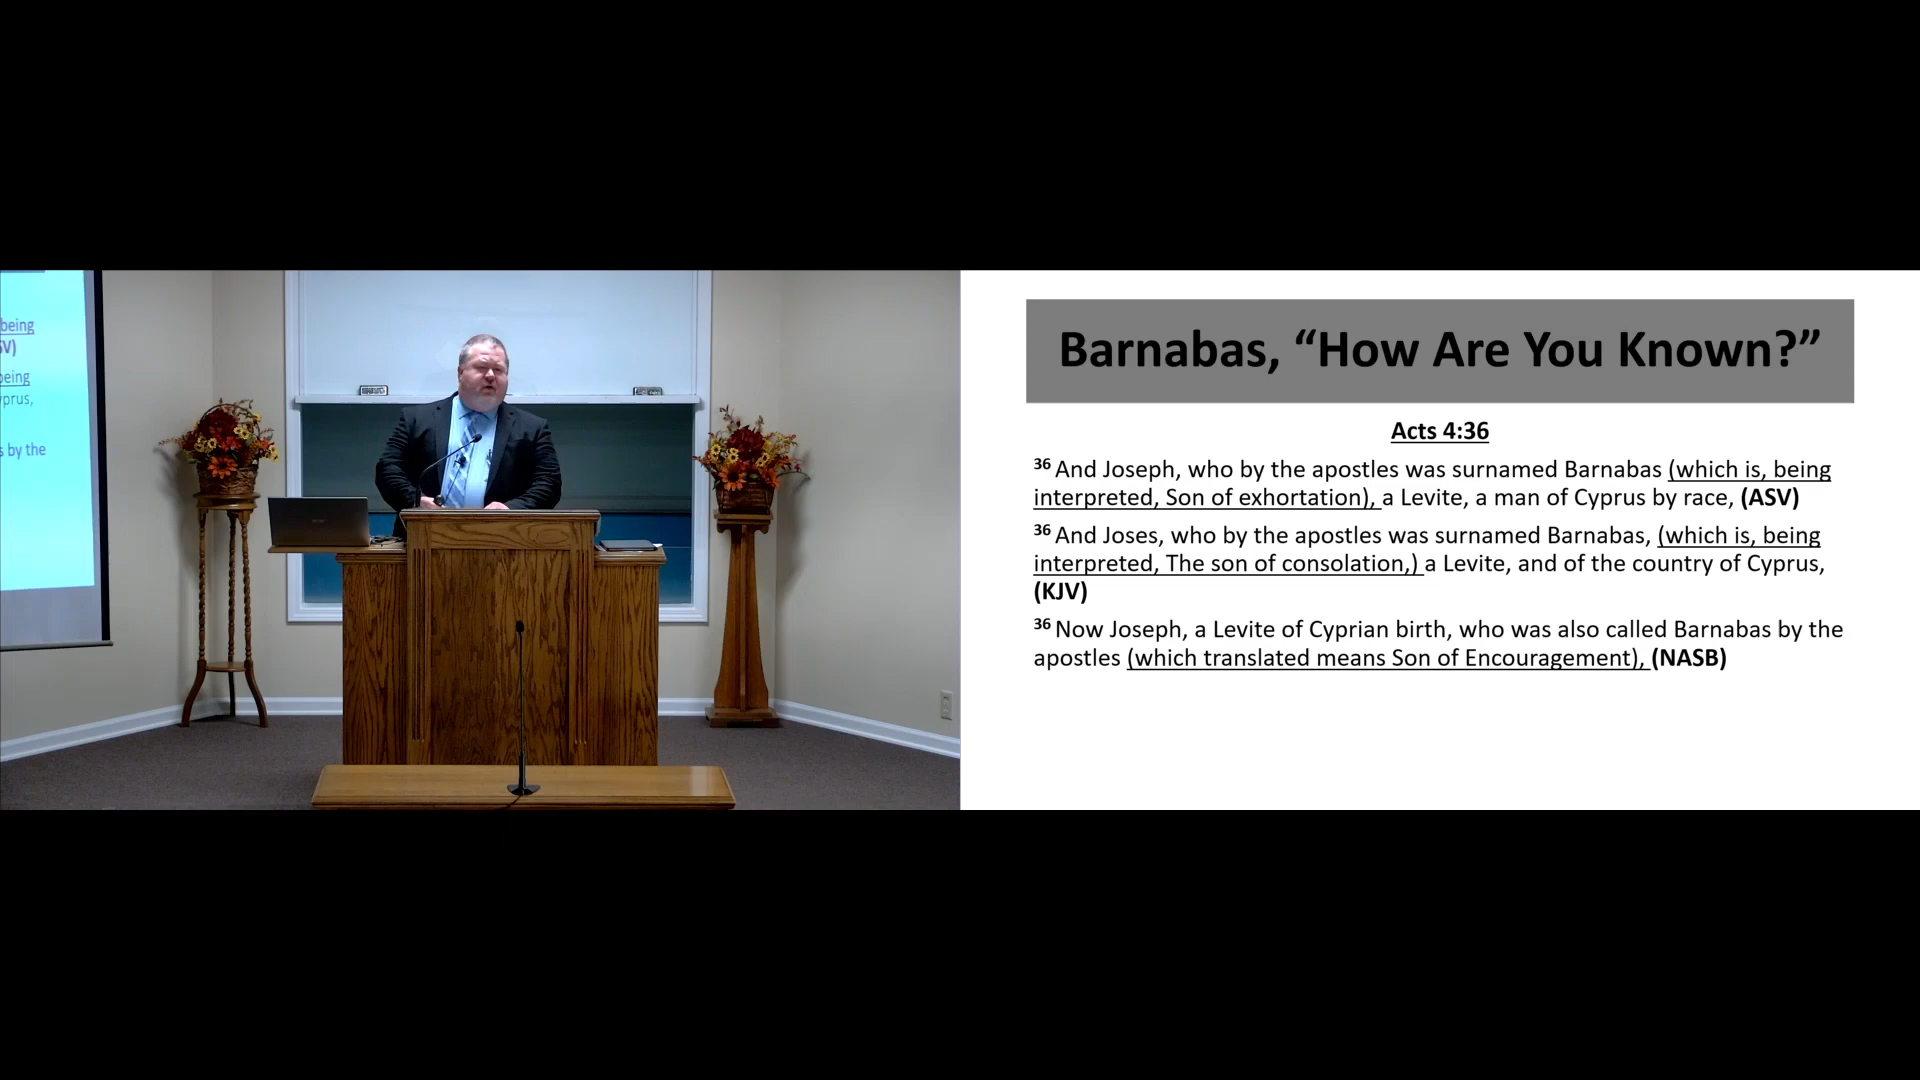 being
SV)
being
yprus,
s by the
Barnabas, “How Are You Known?”
Acts 4:36
36 And Joseph, who by the apostles was surnamed Barnabas (which is, being
interpreted, Son of exhortation), a Levite, a man of Cyprus by race, (ASV)
36 And Joses, who by the apostles was surnamed Barnabas, (which is, being
interpreted, The son of consolation,) a Levite, and of the country of Cyprus,
(KJV)
36 Now Joseph, a Levite of Cyprian birth, who was also called Barnabas by the
apostles (which translated means Son of Encouragement), (NASB)